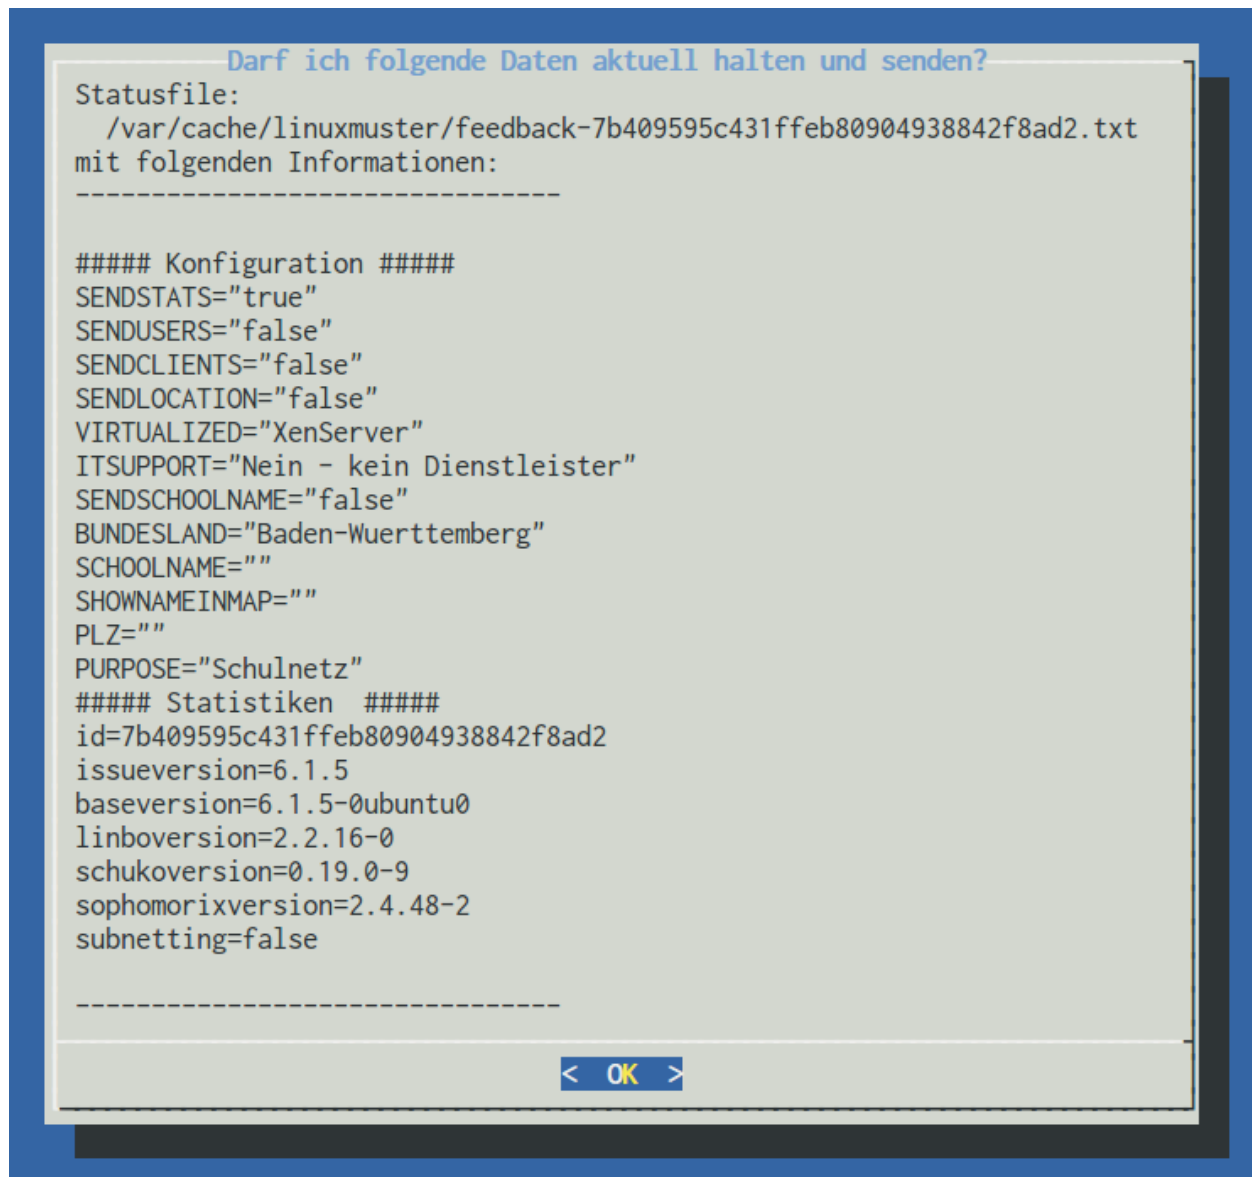 Darf ich folgende Daten aktuell halten und senden?
Statusfile:
/var/cache/linuxmuster/feedback-7b409595c431ffeb80904938842f8ad2.txt
mit folgenden Informationen:
--------------------------------
##### Konfiguration #####
SENDSTATS="true"
SENDUSERS="false"
SENDCLIENTS="false"
SENDLOCATION="false"
VIRTUALIZED="XenServer"
ITSUPPORT="Nein - kein Dienstleister"
SENDSCHOOLNAME="false"
BUNDESLAND="Baden-Wuerttemberg"
SCHOOLNAME=""
SHOWNAMEINMAP=""
PLZ=""
PURPOSE="Schulnetz"
##### Statistiken  #####
id=7b409595c431ffeb80904938842f8ad2
issueversion=6.1.5
baseversion=6.1.5-0ubuntu0
linboversion=2.2.16-0
schukoversion=0.19.0-9
sophomorixversion=2.4.48-2
subnetting=false
--------------------------------
<  OK  >